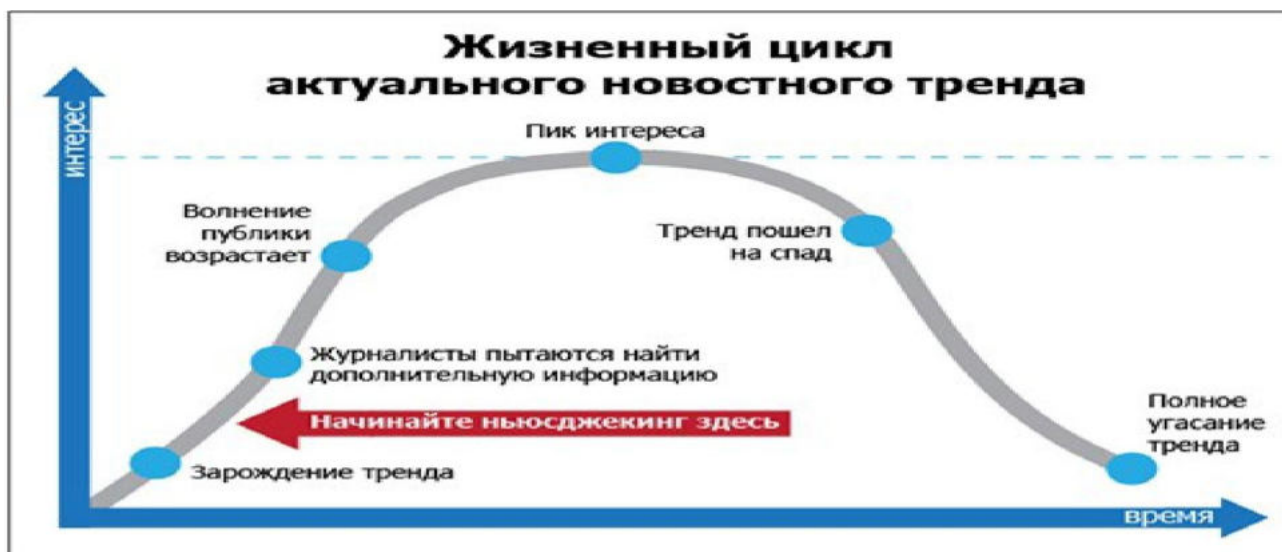 Жизненный цикл
актуального новостного тренда
интерес
Пик интереса
Волнение
публики
возрастает
Тренд пошел
на спад
Журналисты пытаются найти
дополнительную информацию
Начинайте ньюсджекинг здесь
Полное
угасание
тренда
Зарождение тренда
время